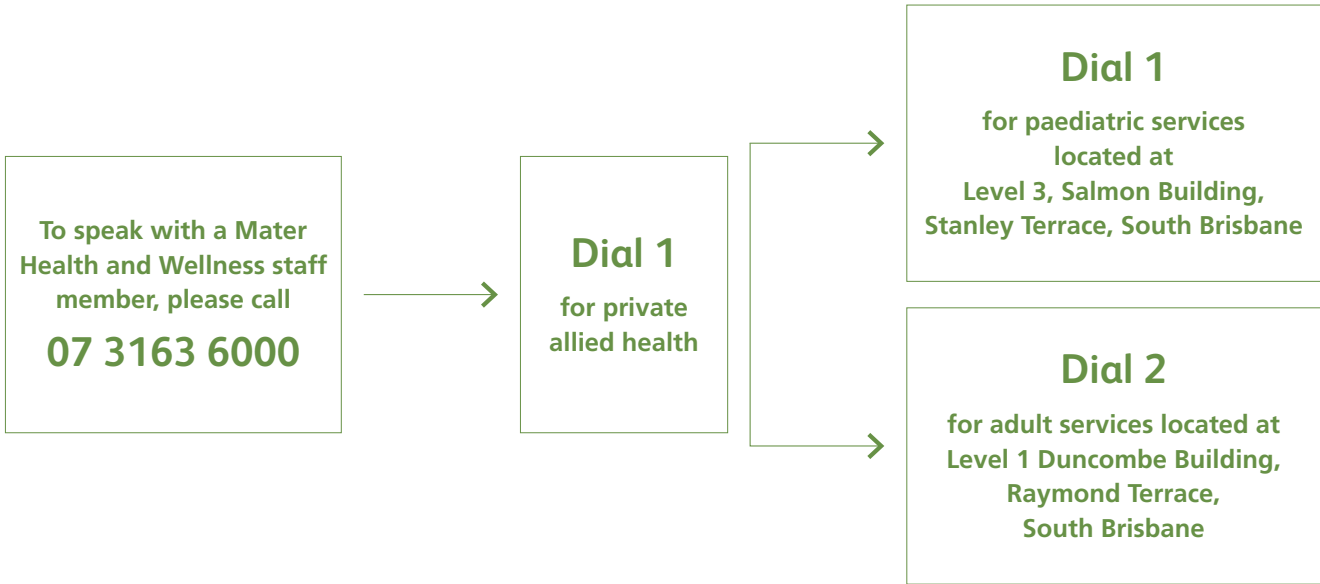 To speak with a Mater
Health and Wellness staff
member, please call
07 3163 6000
Dial 1
for private
allied health
Dial 1
for paediatric services
located at
Level 3, Salmon Building,
Stanley Terrace, South Brisbane
Dial 2
for adult services located at
Level 1 Duncombe Building,
Raymond Terrace,
South Brisbane